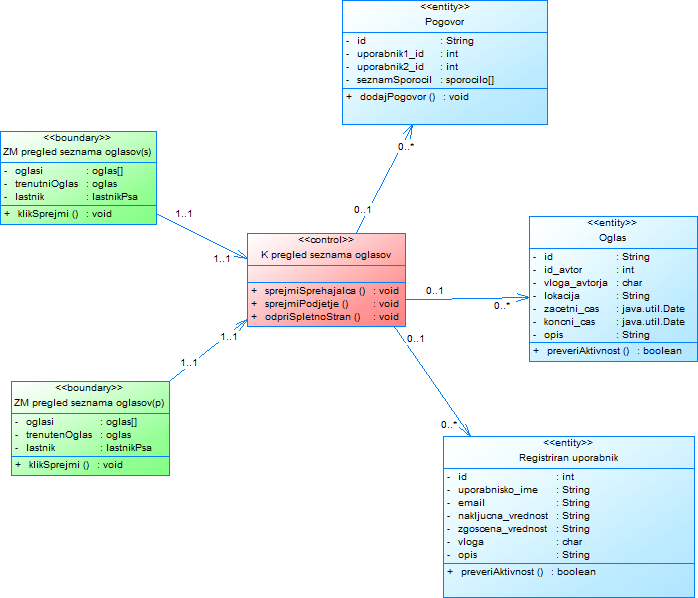 <<entity>>
Pogovor
- id : String
- uporabnik1_id : int
- uporabnik2_id : int
- seznamSporocil : sporocilo[]
+ dodajPogovor () : void
0..*
0..1
<<boundary>>
ZM pregled seznama oglasov(s)
- oglasi : oglas[]
- trenutniOglas : oglas
- lastnik : lastnikPsa
+ klikSprejmi () : void
1..1
1..1
<<control>>
K pregled seznama oglasov
+ sprejmiSprehajalca () : void
+ sprejmiPodjetje () : void
+ odpriSpletnoStran () : void
0..1
0..*
<<entity>>
Oglas
- id : String
- id_avtor : int
- vloga_avtorja : char
- lokacija : String
- zacetni_cas : java.util.Date
- koncni_cas : java.util.Date
- opis : String
+ preveriAktivnost () : boolean
1..1
1..1
0..1
0..*
<<boundary>>
ZM pregled seznama oglasov(p)
- oglasi : oglas[]
- trenutenOglas : oglas
- lastnik : lastnikPsa
+ klikSprejmi () : void
<<entity>>
Registriran uporabnik
- id : int
- uporabnisko_ime : String
- email : String
- nakljucna_vrednost : String
- zgoscena_vrednost : String
- vloga : char
- opis : String
+ preveriAktivnost () : boolean